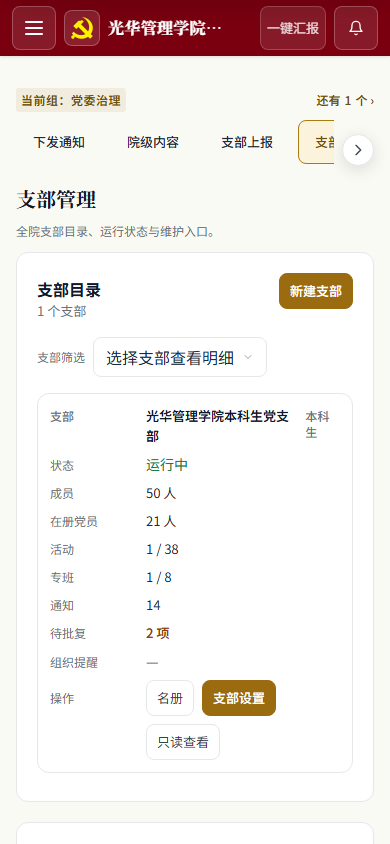 光华管理学院…
一键汇报
当前组：党委治理
还有 1 个 ›
下发通知
院级内容
支部上报
支部管理
全院支部目录、运行状态与维护入口。
支部目录
1 个支部
新建支部
支部筛选
选择支部查看明细
支部
光华管理学院本科生党支
部
本科
生
状态
运行中
成员
50 人
在册党员
21 人
活动
1 / 38
专班
1 / 8
通知
14
待批复
2 项
组织提醒
—
操作
名册
支部设置
只读查看